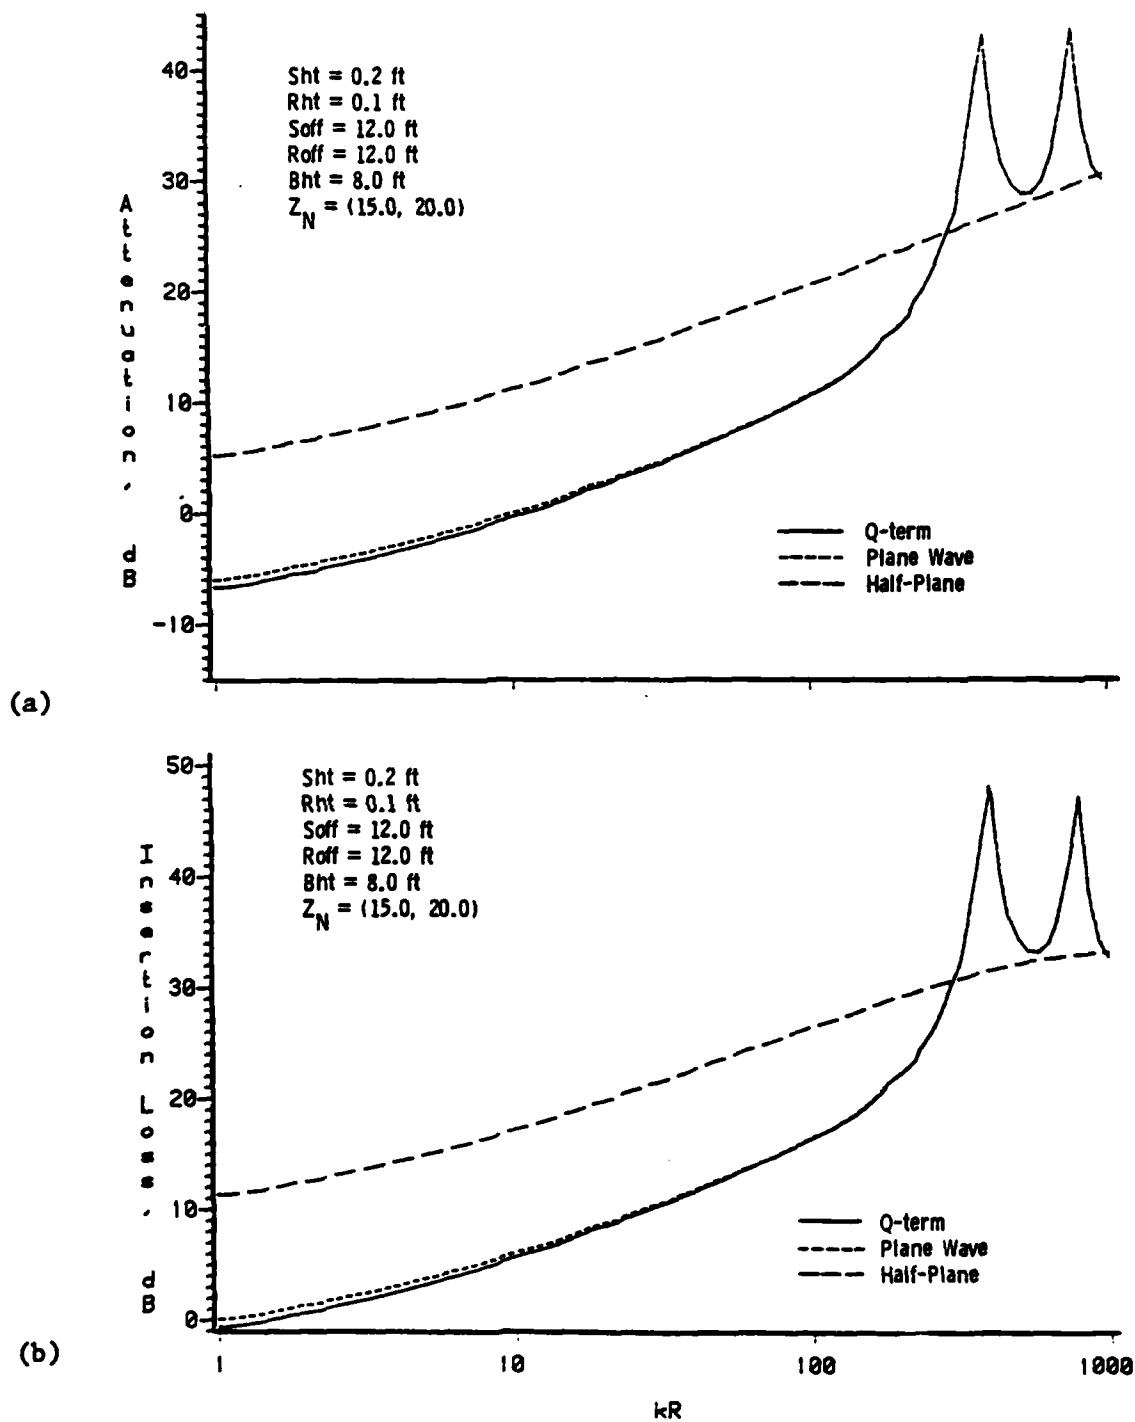 40
30
20
10
0
-10
Attenuation, dB
Sht = 0.2 ft
Rht = 0.1 ft
Soff = 12.0 ft
Roff = 12.0 ft
Bht = 8.0 ft
Z_N = (15.0, 20.0)
Q-term
Plane Wave
Half-Plane
(a)
50
40
30
20
10
0
Insertion Loss, dB
Sht = 0.2 ft
Rht = 0.1 ft
Soff = 12.0 ft
Roff = 12.0 ft
Bht = 8.0 ft
Z_N = (15.0, 20.0)
Q-term
Plane Wave
Half-Plane
(b)
1 10 100 1000
kR